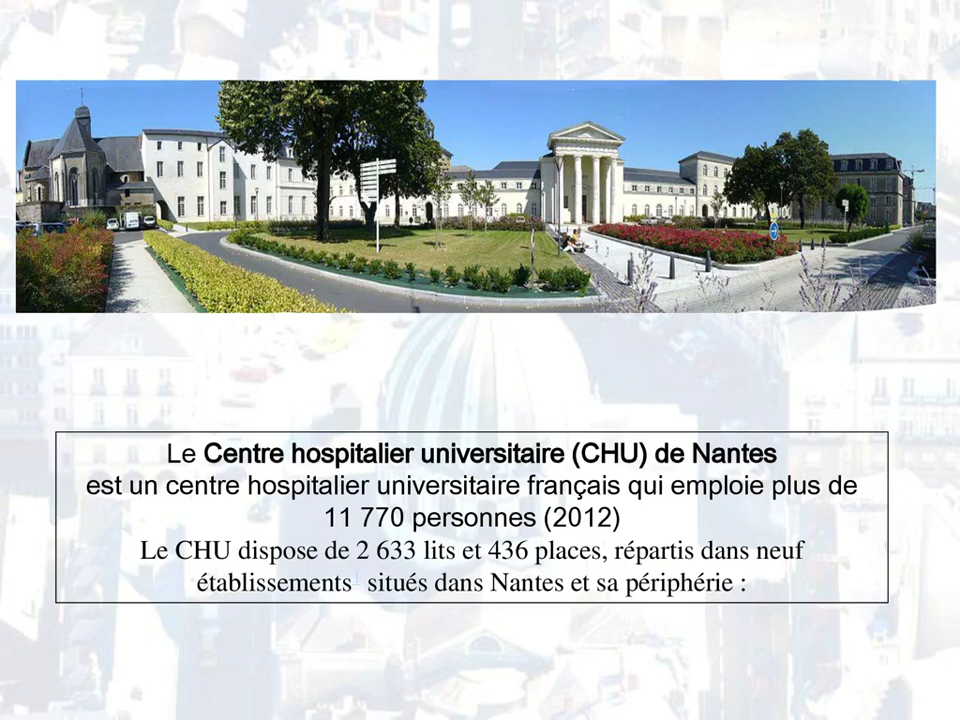 Le Centre hospitalier universitaire (CHU) de Nantes
est un centre hospitalier universitaire français qui emploie plus de
11 770 personnes (2012)
Le CHU dispose de 2 633 lits et 436 places, répartis dans neuf
établissements1 situés dans Nantes et sa périphérie :